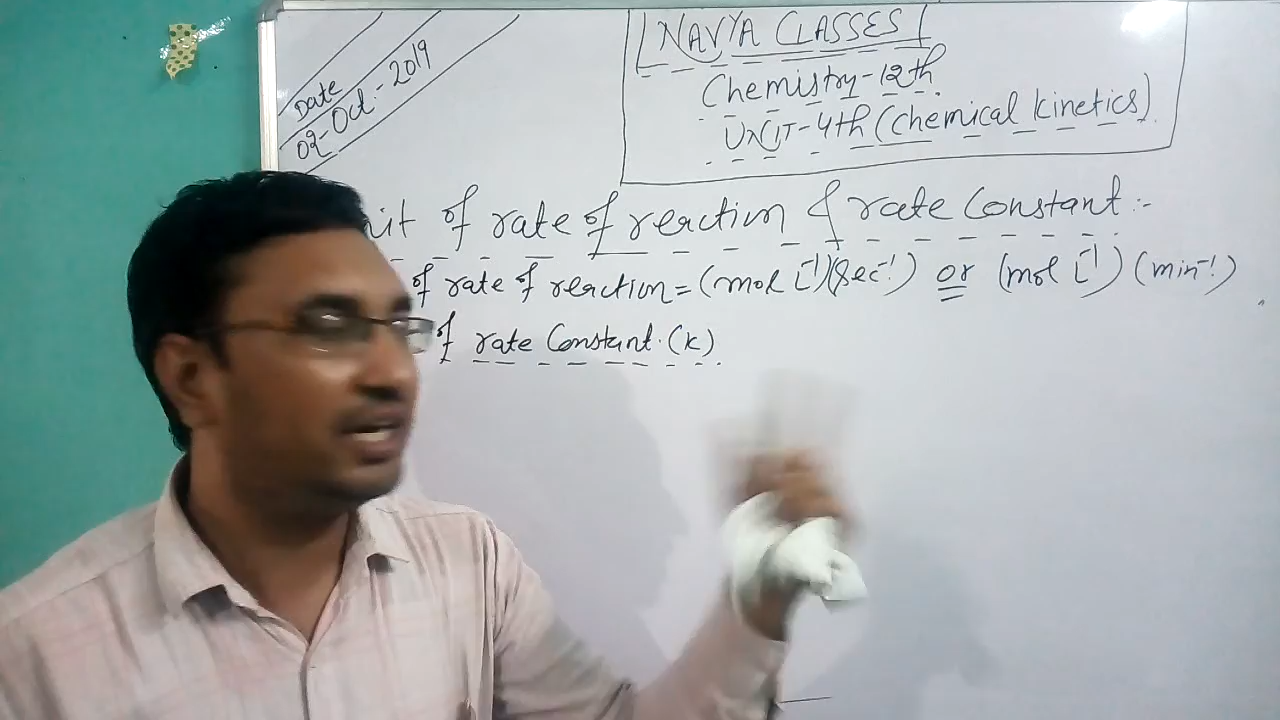 Date
02-Oct.-2019
NAVYA CLASSES
Chemistry-12th.
UNIT-4th (Chemical kinetics)
of rate of reaction & rate Constant:-
of rate of reaction = (mol L⁻¹)(sec⁻¹) or (mol L⁻¹) (min⁻¹)
of rate Constant.(K)